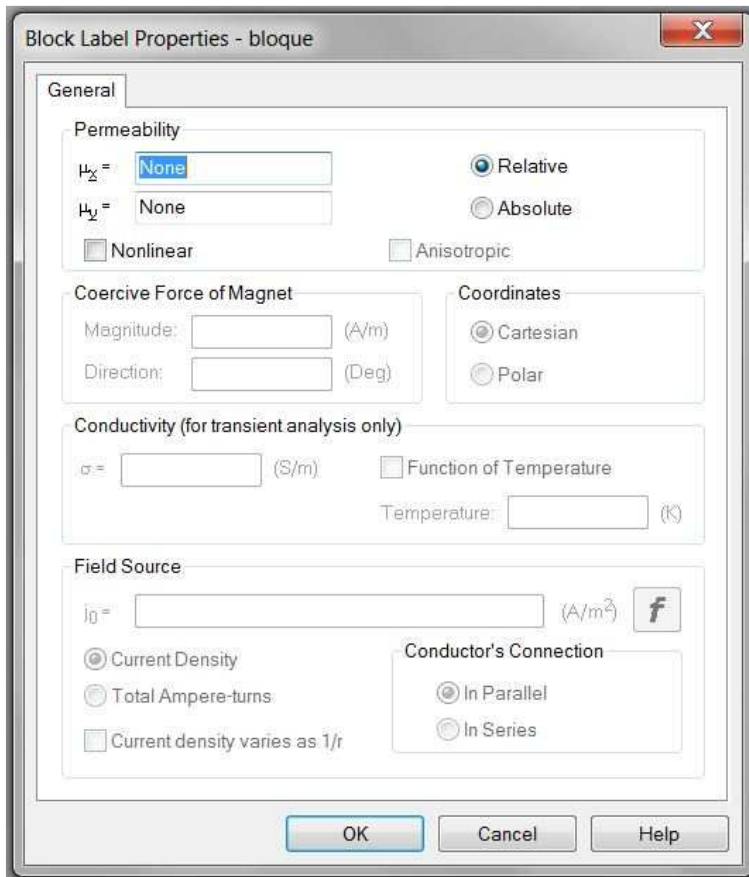 Block Label Properties - bloque
General
Permeability
μx = None
Relative
μy = None
Absolute
Nonlinear
Anisotropic
Coercive Force of Magnet
Magnitude: (A/m)
Direction: (Deg)
Coordinates
Cartesian
Polar
Conductivity (for transient analysis only)
σ = (S/m)
Function of Temperature
Temperature: (K)
Field Source
j0 = (A/m²) f
Current Density
Total Ampere-turns
Current density varies as 1/r
Conductor's Connection
In Parallel
In Series
OK Cancel Help